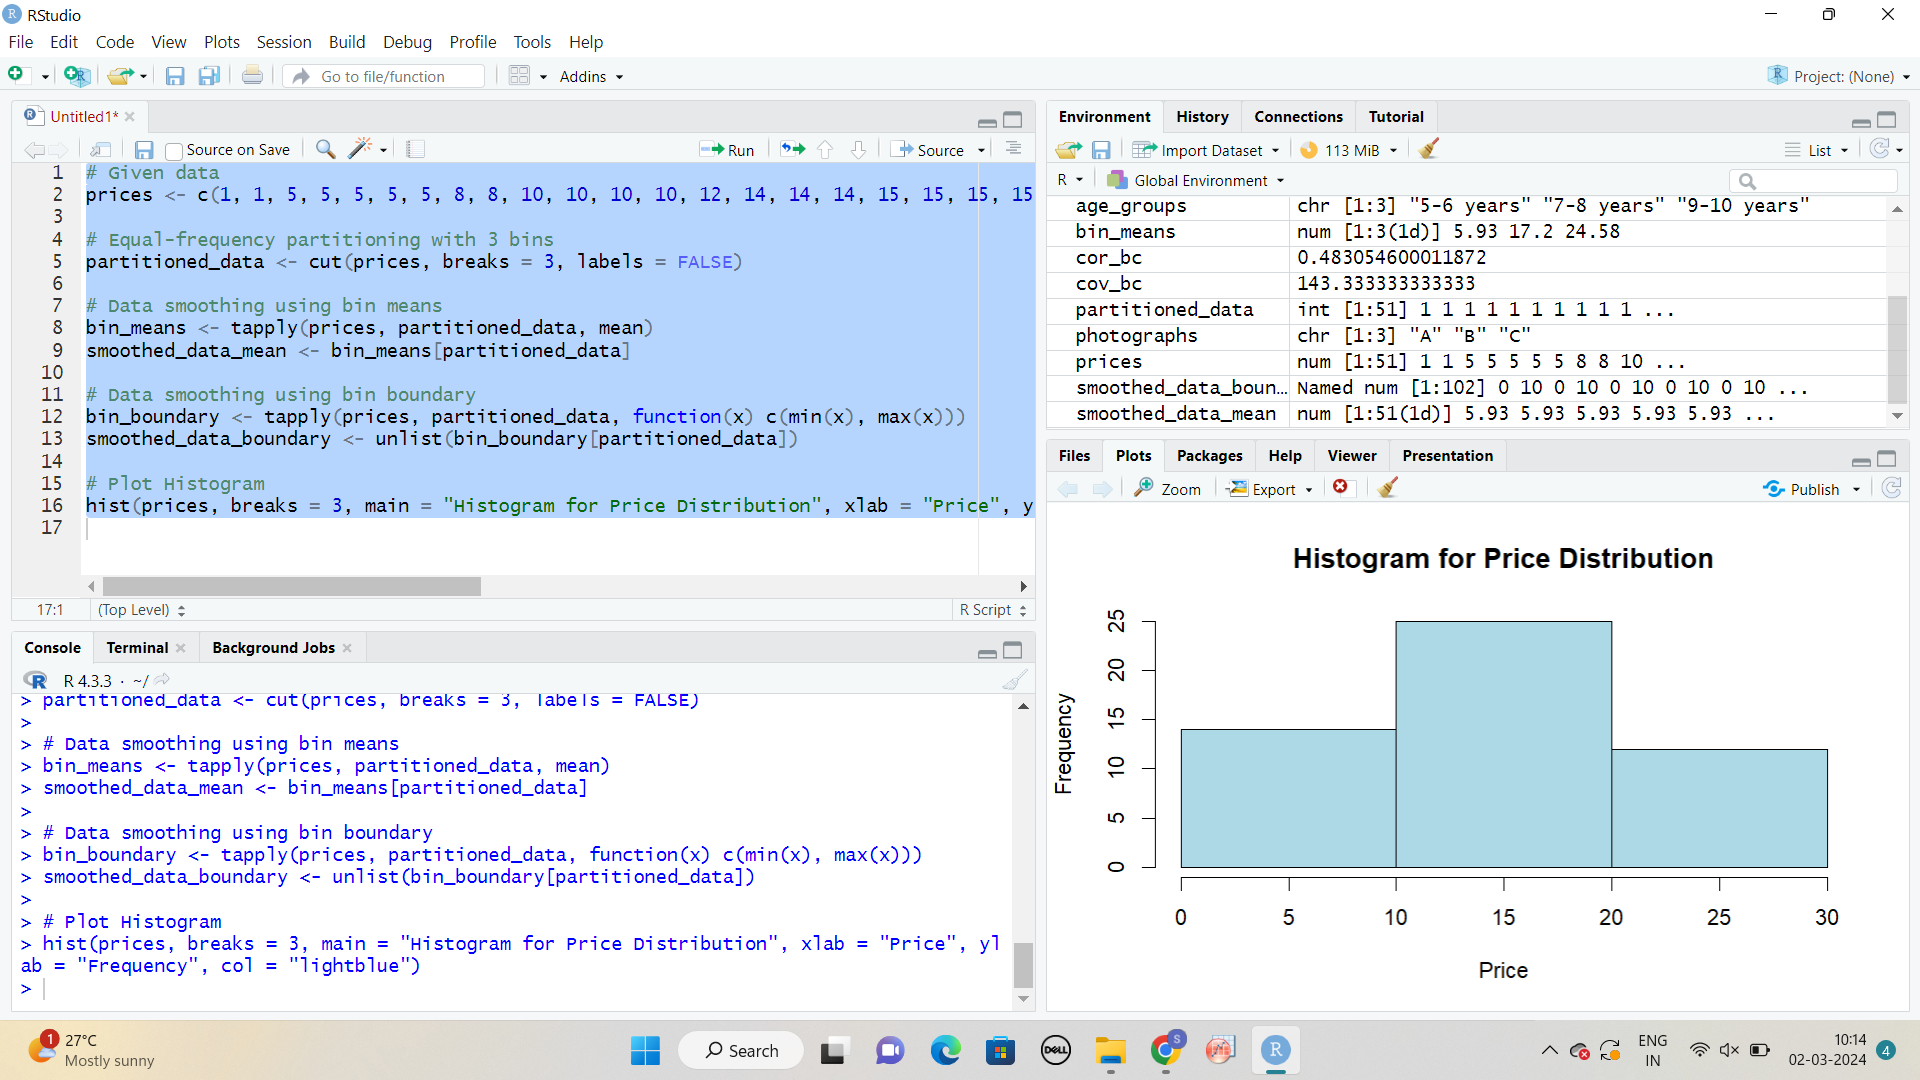 RStudio
File Edit Code View Plots Session Build Debug Profile Tools Help
Go to file/function Addins Project: (None)
Untitled1*
Source on Save Run Source
1 # Given data
2 prices <- c(1, 1, 5, 5, 5, 5, 5, 8, 8, 10, 10, 10, 10, 12, 14, 14, 14, 15, 15, 15, 15
3
4 # Equal-frequency partitioning with 3 bins
5 partitioned_data <- cut(prices, breaks = 3, labels = FALSE)
6
7 # Data smoothing using bin means
8 bin_means <- tapply(prices, partitioned_data, mean)
9 smoothed_data_mean <- bin_means[partitioned_data]
10
11 # Data smoothing using bin boundary
12 bin_boundary <- tapply(prices, partitioned_data, function(x) c(min(x), max(x)))
13 smoothed_data_boundary <- unlist(bin_boundary[partitioned_data])
14
15 # Plot Histogram
16 hist(prices, breaks = 3, main = "Histogram for Price Distribution", xlab = "Price", y
17
17:1 (Top Level) R Script
Console Terminal Background Jobs
R 4.3.3 · ~/
> partitioned_data <- cut(prices, breaks = 3, labels = FALSE)
>
> # Data smoothing using bin means
> bin_means <- tapply(prices, partitioned_data, mean)
> smoothed_data_mean <- bin_means[partitioned_data]
>
> # Data smoothing using bin boundary
> bin_boundary <- tapply(prices, partitioned_data, function(x) c(min(x), max(x)))
> smoothed_data_boundary <- unlist(bin_boundary[partitioned_data])
>
> # Plot Histogram
> hist(prices, breaks = 3, main = "Histogram for Price Distribution", xlab = "Price", yl
ab = "Frequency", col = "lightblue")
>
Environment History Connections Tutorial
Import Dataset 113 MiB List
R Global Environment
age_groups chr [1:3] "5-6 years" "7-8 years" "9-10 years"
bin_means num [1:3(1d)] 5.93 17.2 24.58
cor_bc 0.483054600011872
cov_bc 143.333333333333
partitioned_data int [1:51] 1 1 1 1 1 1 1 1 1 1 ...
photographs chr [1:3] "A" "B" "C"
prices num [1:51] 1 1 5 5 5 5 5 8 8 10 ...
smoothed_data_boun... Named num [1:102] 0 10 0 10 0 10 0 10 0 10 ...
smoothed_data_mean num [1:51(1d)] 5.93 5.93 5.93 5.93 5.93 ...
Files Plots Packages Help Viewer Presentation
Zoom Export Publish
Histogram for Price Distribution
Frequency
25
20
15
10
5
0
0 5 10 15 20 25 30
Price
1 27°C
Mostly sunny
Search
DELL
S
R
ENG
IN
10:14
02-03-2024
4